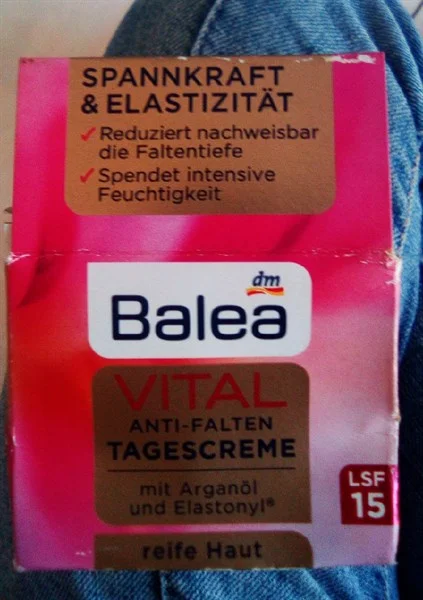 SPANNKRAFT
& ELASTIZITÄT
✓ Reduziert nachweisbar
die Faltentiefe
✓ Spendet intensive
Feuchtigkeit
dm
Balea
VITAL
ANTI-FALTEN
TAGESCREME
mit Arganöl
und Elastonyl®
LSF
15
reife Haut